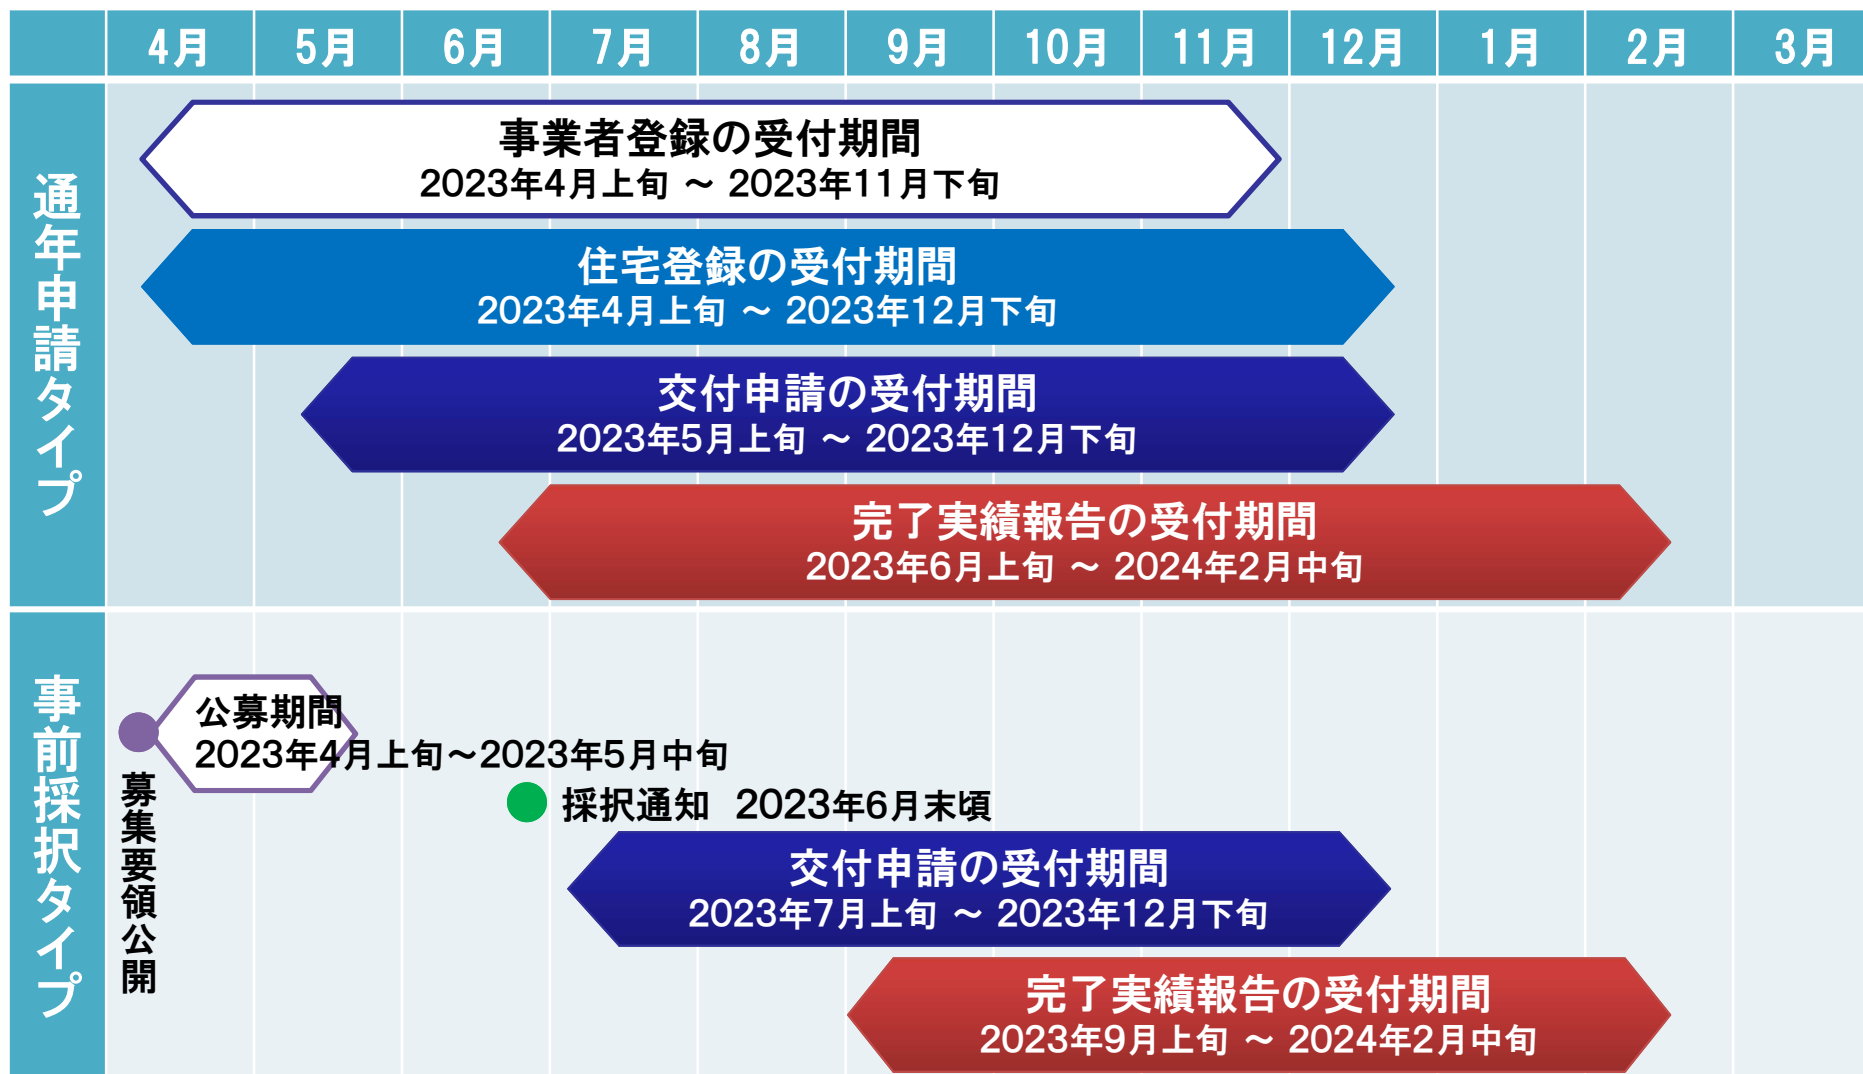 4月 5月 6月 7月 8月 9月 10月 11月 12月 1月 2月 3月
通年申請タイプ
事業者登録の受付期間
2023年4月上旬 ～ 2023年11月下旬
住宅登録の受付期間
2023年4月上旬 ～ 2023年12月下旬
交付申請の受付期間
2023年5月上旬 ～ 2023年12月下旬
完了実績報告の受付期間
2023年6月上旬 ～ 2024年2月中旬
事前採択タイプ
公募期間
2023年4月上旬～2023年5月中旬
募集要領公開
採択通知 2023年6月末頃
交付申請の受付期間
2023年7月上旬 ～ 2023年12月下旬
完了実績報告の受付期間
2023年9月上旬 ～ 2024年2月中旬